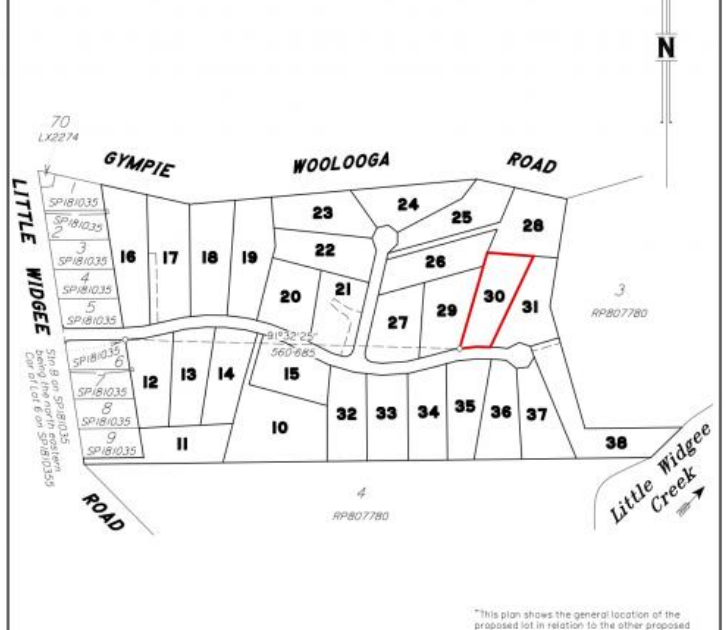 N
70
LX2274
GYMPIE WOOLOOGA ROAD
LITTLE WIDGEE ROAD
1
SP181035
SP181035
2
3
SP181035
4
SP181035
5
SP181035
16
17
18
19
23
24
25
28
22
26
20
21
27
29
30
31
3
RP807780
91°32'25"
560·685
SP181035
6
7
SP181035
8
SP181035
9
SP181035
12
13
14
15
11
10
32
33
34
35
36
37
38
Stn B on SP181035
being the north eastern
Cor of Lot 6 on SP1810355
4
RP807780
Little Widgee
Creek
"This plan shows the general location of the
proposed lot in relation to the other proposed